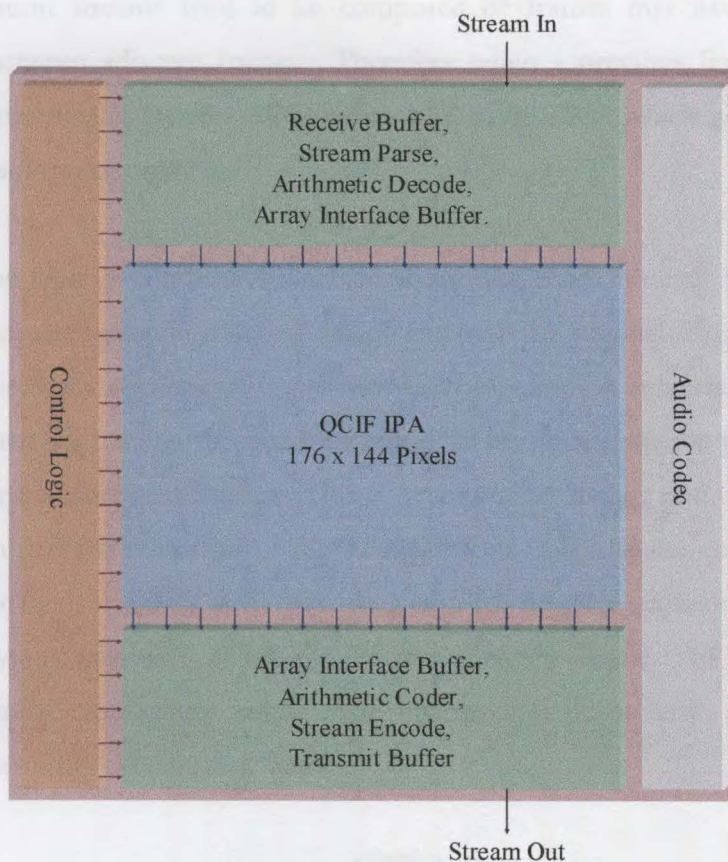 Stream In
Receive Buffer,
Stream Parse,
Arithmetic Decode,
Array Interface Buffer.
Control Logic
QCIF IPA
176 x 144 Pixels
Audio Codec
Array Interface Buffer,
Arithmetic Coder,
Stream Encode,
Transmit Buffer
Stream Out